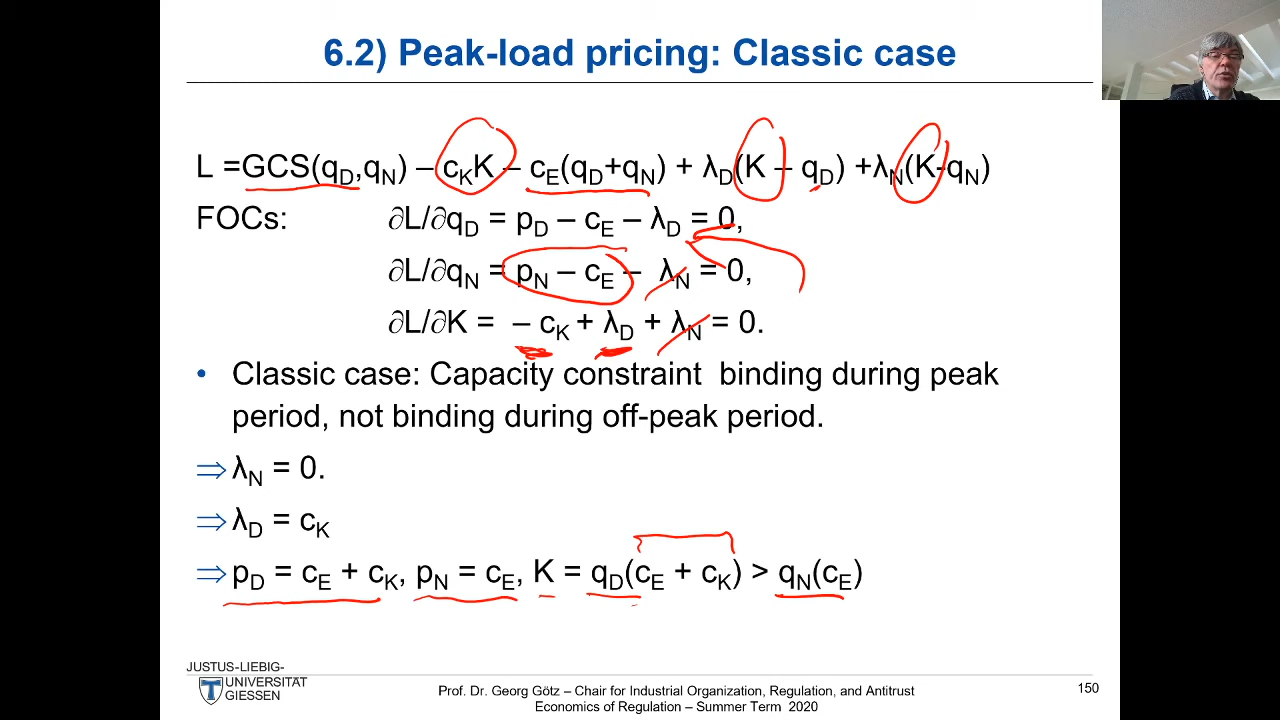 6.2) Peak-load pricing: Classic case
L =GCS(qD,qN) – cKK – cE(qD+qN) + λD(K – qD) +λN(K-qN)
FOCs: ∂L/∂qD = pD – cE – λD = 0,
∂L/∂qN = pN – cE – λN = 0,
∂L/∂K = – cK + λD + λN = 0.
• Classic case: Capacity constraint binding during peak
period, not binding during off-peak period.
⇒ λN = 0.
⇒ λD = cK
⇒ pD = cE + cK, pN = cE, K = qD(cE + cK) > qN(cE)
JUSTUS-LIEBIG-
UNIVERSITÄT
GIESSEN
Prof. Dr. Georg Götz – Chair for Industrial Organization, Regulation, and Antitrust
Economics of Regulation – Summer Term 2020
150